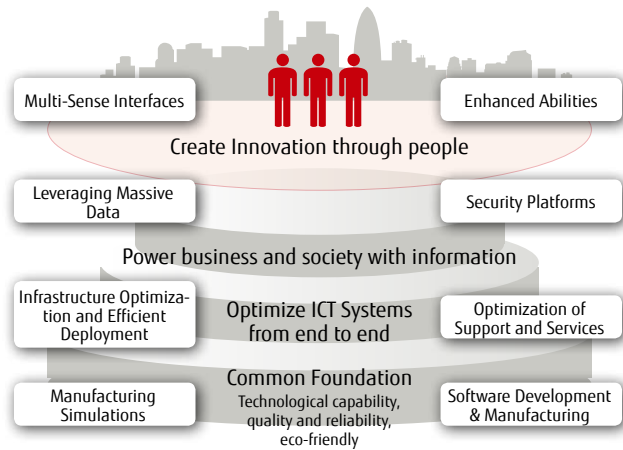 Multi-Sense Interfaces
Enhanced Abilities
Create Innovation through people
Leveraging Massive
Data
Security Platforms
Power business and society with information
Infrastructure Optimiza-
tion and Efficient
Deployment
Optimize ICT Systems
from end to end
Optimization of
Support and Services
Common Foundation
Technological capability,
quality and reliability,
eco-friendly
Manufacturing
Simulations
Software Development
& Manufacturing